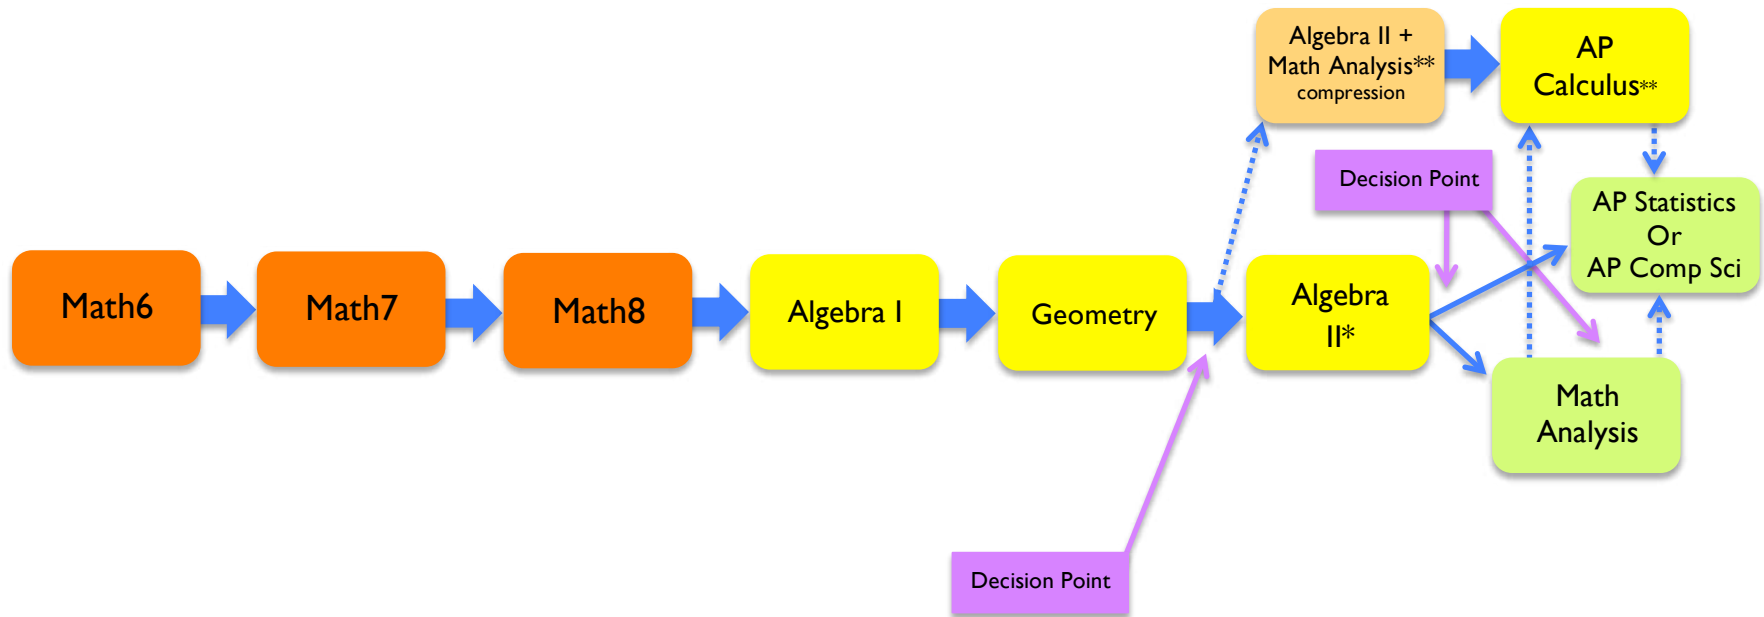 Algebra II +
Math Analysis**
compression
AP
Calculus**
Decision Point
AP Statistics
Or
AP Comp Sci
Math6
Math7
Math8
Algebra I
Geometry
Algebra
II*
Math
Analysis
Decision Point